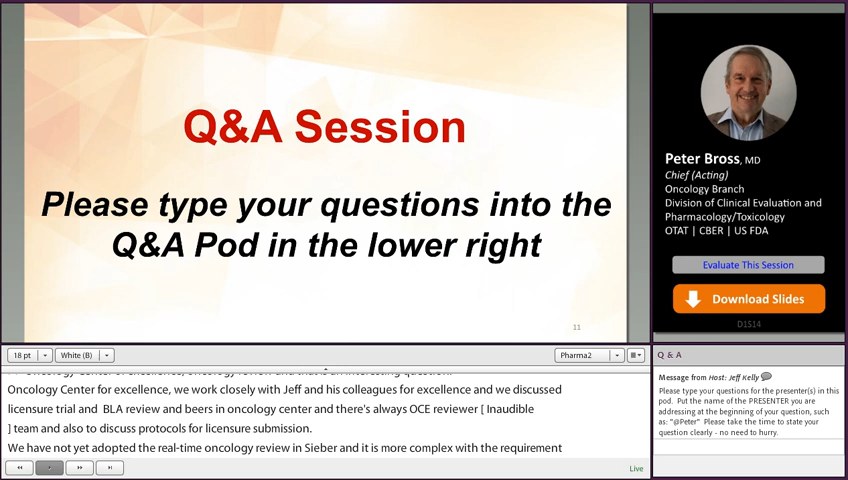 Q&A Session
Please type your questions into the
Q&A Pod in the lower right
11
Peter Bross, MD
Chief (Acting)
Oncology Branch
Division of Clinical Evaluation and
Pharmacology/Toxicology
OTAT | CBER | US FDA
Evaluate This Session
Download Slides
D1S14
18 pt
White (B)
Pharma2
Oncology Center for excellence, we work closely with Jeff and his colleagues for excellence and we discussed
licensure trial and BLA review and beers in oncology center and there's always OCE reviewer [ Inaudible
] team and also to discuss protocols for licensure submission.
We have not yet adopted the real-time oncology review in Sieber and it is more complex with the requirement
Live
Q & A
Message from Host: Jeff Kelly
Please type your questions for the presenter(s) in this
pod. Put the name of the PRESENTER you are
addressing at the beginning of your question, such
as: "@Peter" Please take the time to state your
question clearly - no need to hurry.